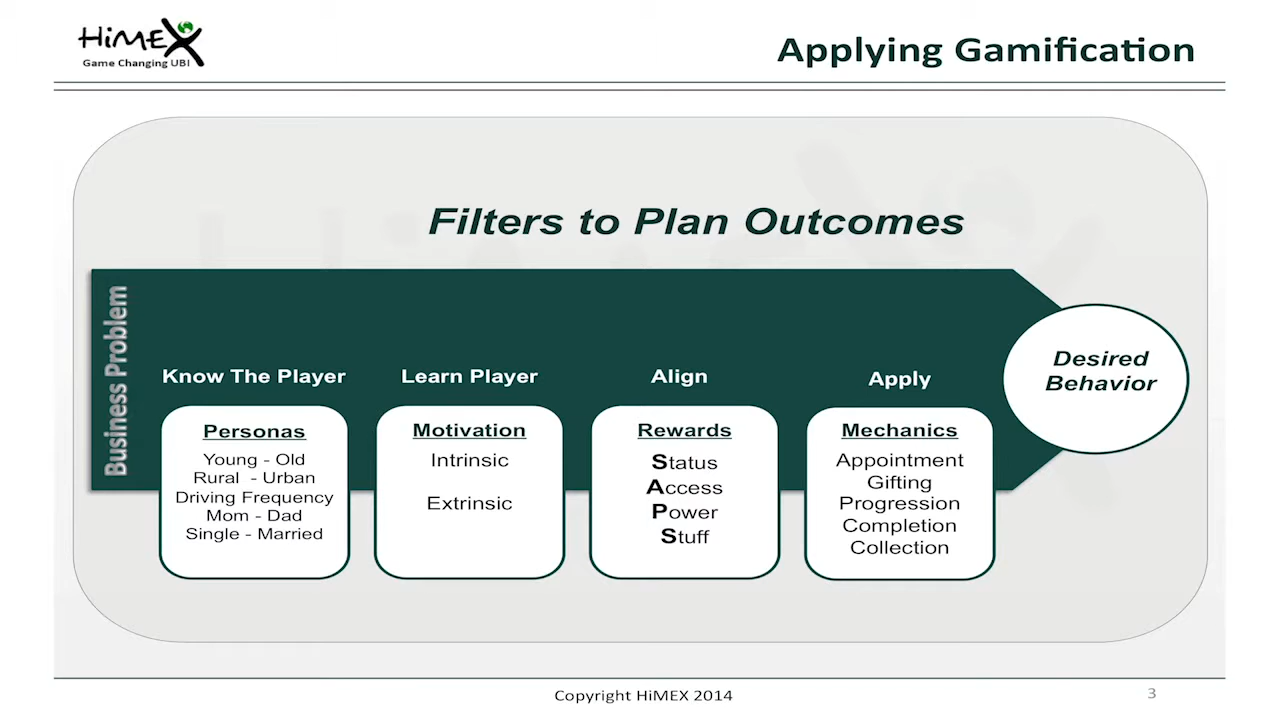 HiMEX
Game Changing UBI
Applying Gamification
Filters to Plan Outcomes
Business Problem
Know The Player
Personas
Young - Old
Rural - Urban
Driving Frequency
Mom - Dad
Single - Married
Learn Player
Motivation
Intrinsic
Extrinsic
Align
Rewards
Status
Access
Power
Stuff
Apply
Mechanics
Appointment
Gifting
Progression
Completion
Collection
Desired
Behavior
Copyright HiMEX 2014
3